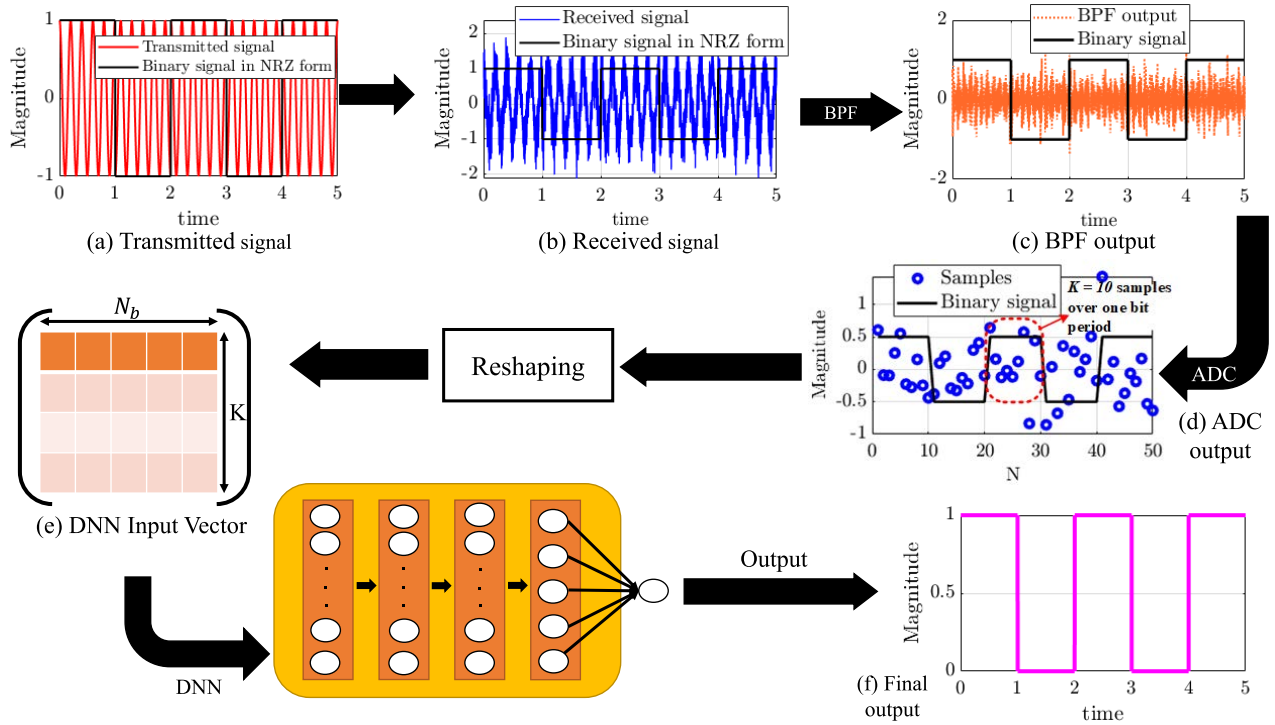 1
0
-1
Magnitude
Transmitted signal
Binary signal in NRZ form
0 1 2 3 4 5
time
(a) Transmitted signal
2
1
0
-1
-2
Magnitude
Received signal
Binary signal in NRZ form
0 1 2 3 4 5
time
(b) Received signal
BPF
2
0
-2
Magnitude
BPF output
Binary signal
0 1 2 3 4 5
time
(c) BPF output
ADC
1
0.5
0
-0.5
-1
Magnitude
Samples
Binary signal
K = 10 samples
over one bit
period
0 10 20 30 40 50
N
(d) ADC
output
Reshaping
N_b
K
(e) DNN Input Vector
DNN
Output
1
0.5
0
Magnitude
0 1 2 3 4 5
time
(f) Final
output